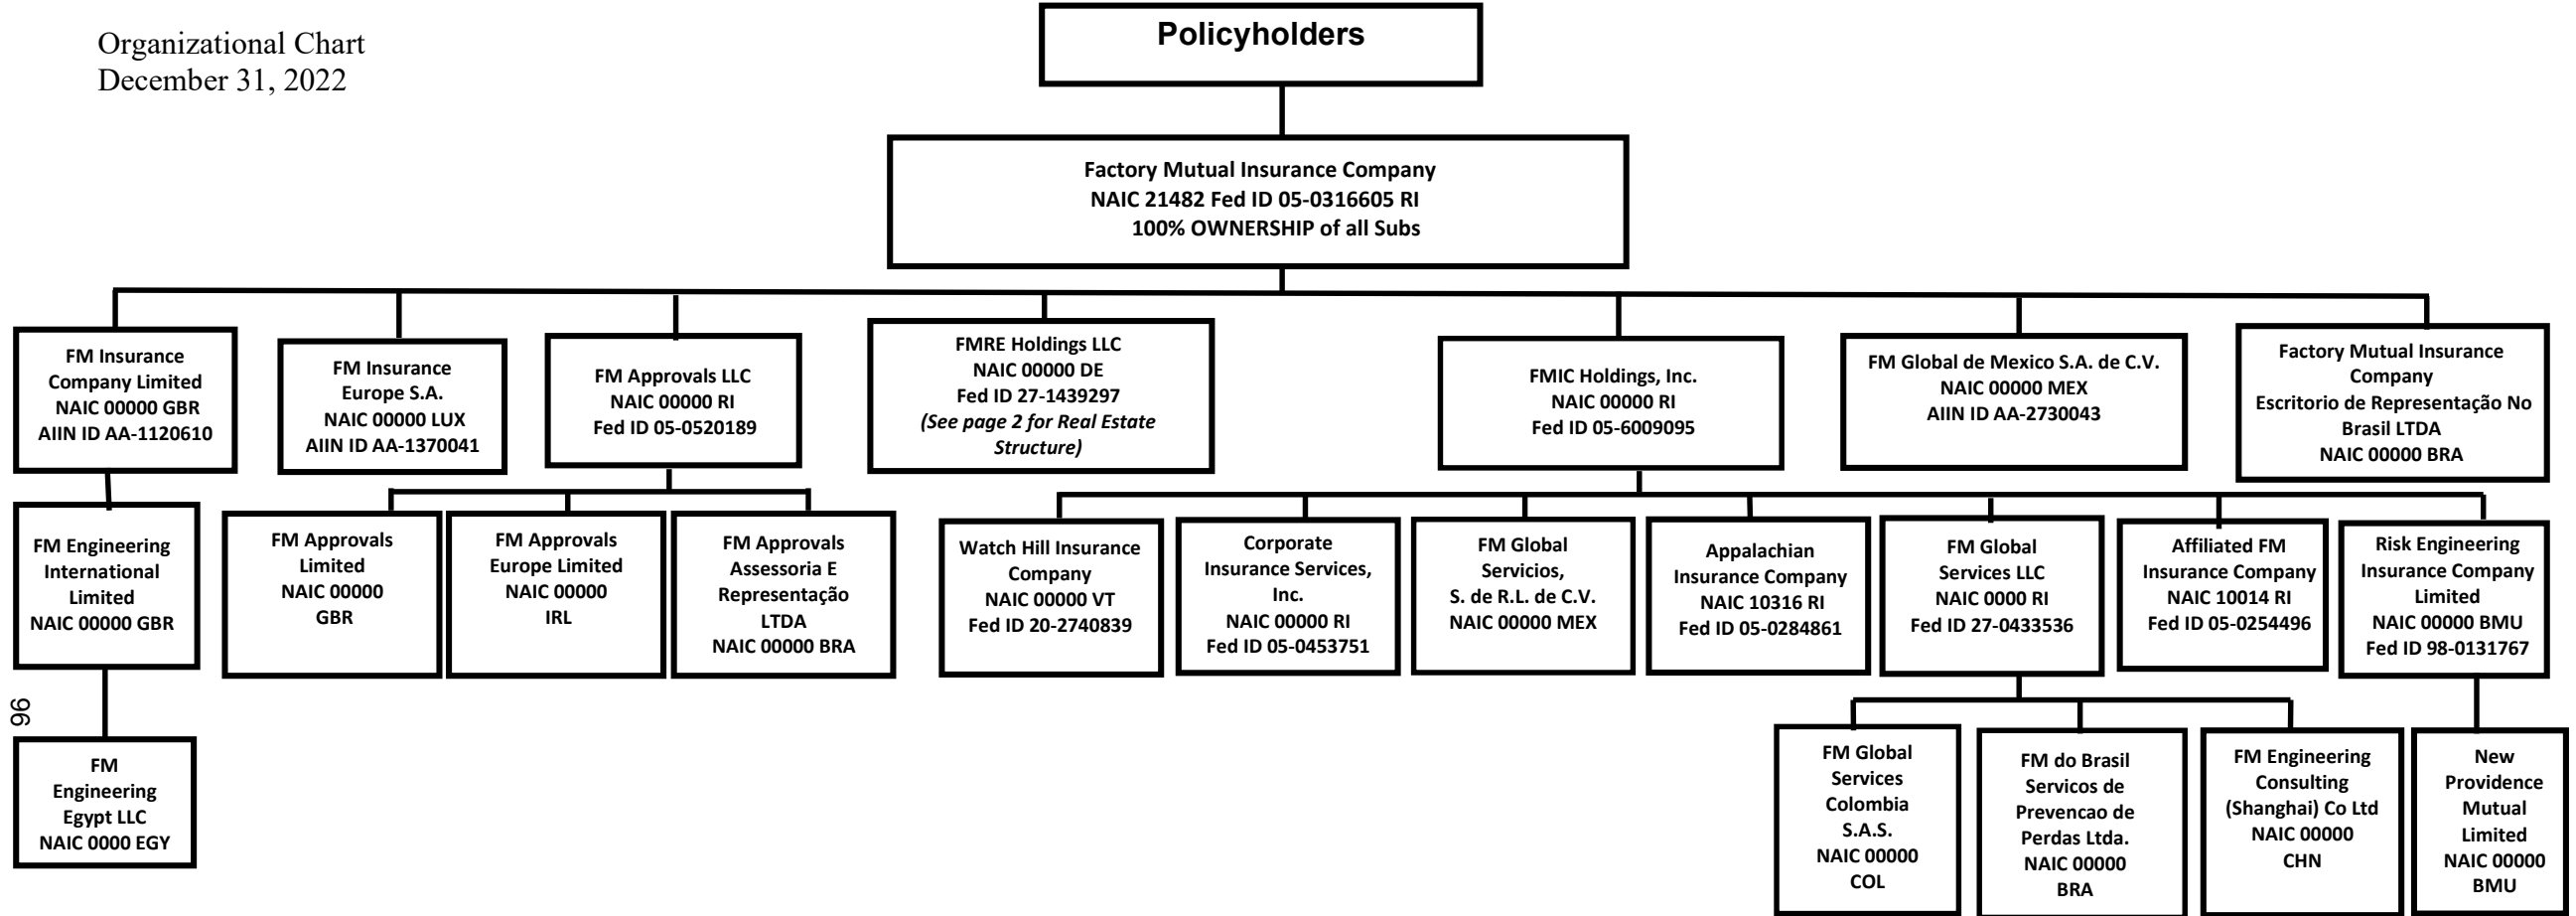 Organizational Chart
December 31, 2022
Policyholders
Factory Mutual Insurance Company
NAIC 21482 Fed ID 05-0316605 RI
100% OWNERSHIP of all Subs
FM Insurance
Company Limited
NAIC 00000 GBR
AIIN ID AA-1120610
FM Insurance
Europe S.A.
NAIC 00000 LUX
AIIN ID AA-1370041
FM Approvals LLC
NAIC 00000 RI
Fed ID 05-0520189
FMRE Holdings LLC
NAIC 00000 DE
Fed ID 27-1439297
(See page 2 for Real Estate
Structure)
FMIC Holdings, Inc.
NAIC 00000 RI
Fed ID 05-6009095
FM Global de Mexico S.A. de C.V.
NAIC 00000 MEX
AIIN ID AA-2730043
Factory Mutual Insurance
Company
Escritorio de Representação No
Brasil LTDA
NAIC 00000 BRA
FM Engineering
International
Limited
NAIC 00000 GBR
FM Approvals
Limited
NAIC 00000
GBR
FM Approvals
Europe Limited
NAIC 00000
IRL
FM Approvals
Assessoria E
Representação
LTDA
NAIC 00000 BRA
Watch Hill Insurance
Company
NAIC 00000 VT
Fed ID 20-2740839
Corporate
Insurance Services,
Inc.
NAIC 00000 RI
Fed ID 05-0453751
FM Global
Servicios,
S. de R.L. de C.V.
NAIC 00000 MEX
Appalachian
Insurance Company
NAIC 10316 RI
Fed ID 05-0284861
FM Global
Services LLC
NAIC 0000 RI
Fed ID 27-0433536
Affiliated FM
Insurance Company
NAIC 10014 RI
Fed ID 05-0254496
Risk Engineering
Insurance Company
Limited
NAIC 00000 BMU
Fed ID 98-0131767
96
FM
Engineering
Egypt LLC
NAIC 0000 EGY
FM Global
Services
Colombia
S.A.S.
NAIC 00000
COL
FM do Brasil
Servicos de
Prevencao de
Perdas Ltda.
NAIC 00000
BRA
FM Engineering
Consulting
(Shanghai) Co Ltd
NAIC 00000
CHN
New
Providence
Mutual
Limited
NAIC 00000
BMU